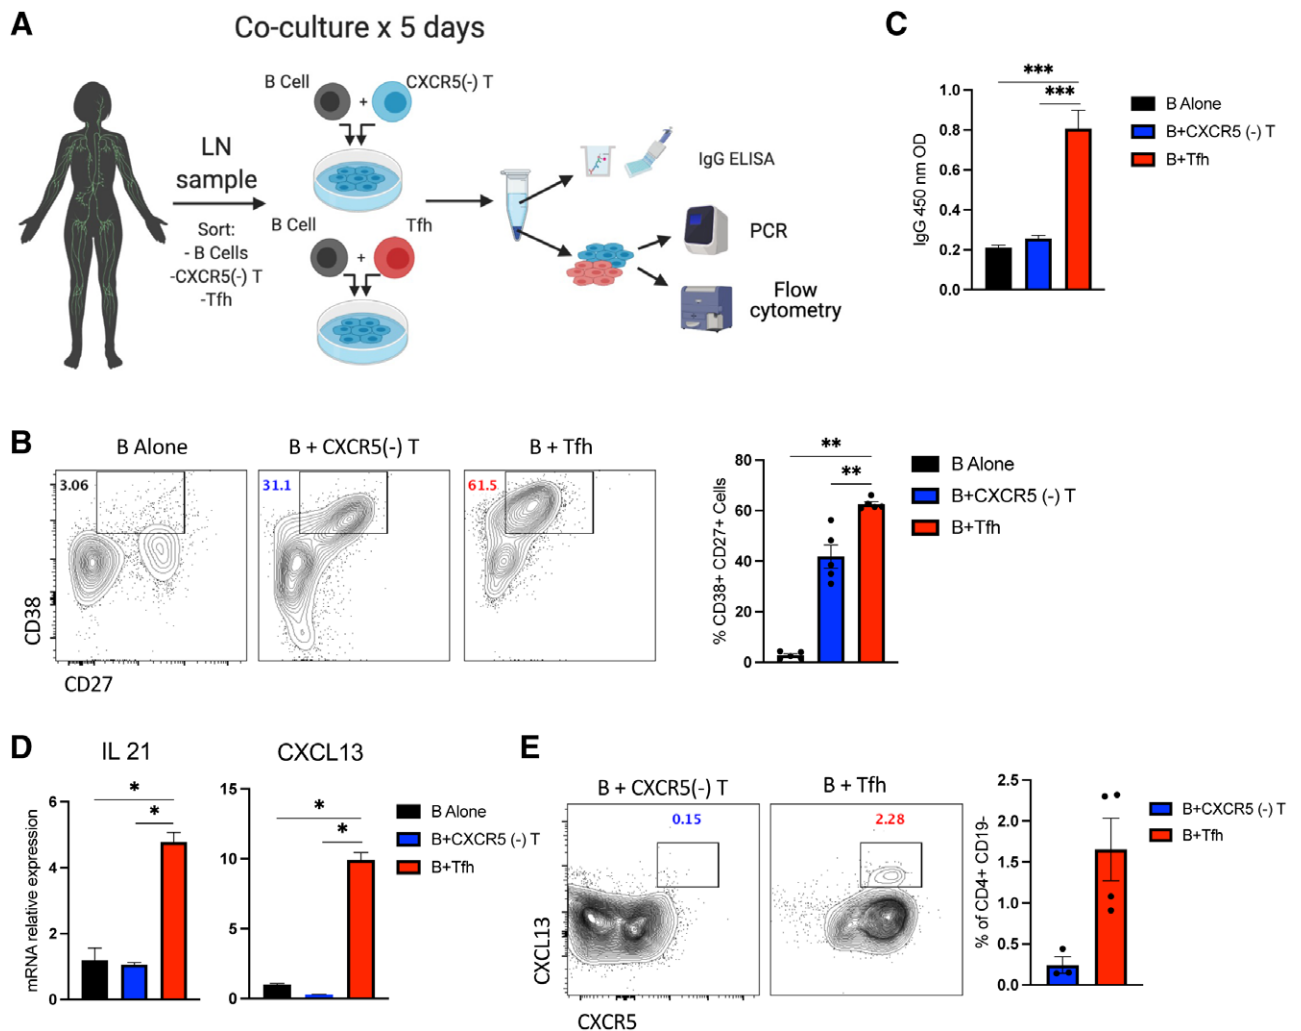 A
Co-culture x 5 days
B Cell
CXCR5(-) T
+
LN
sample
Sort:
- B Cells
-CXCR5(-) T
-Tfh
B Cell
Tfh
+
IgG ELISA
PCR
Flow
cytometry
C
***
***
IgG 450 nm OD
1.0
0.8
0.6
0.4
0.2
0.0
B Alone
B+CXCR5 (-) T
B+Tfh
B
B Alone
B + CXCR5(-) T
B + Tfh
3.06
31.1
61.5
CD38
CD27
**
**
% CD38+ CD27+ Cells
80
60
40
20
0
B Alone
B+CXCR5 (-) T
B+Tfh
D
IL 21
CXCL13
mRNA relative expression
6
4
2
0
*
*
15
10
5
0
*
*
B Alone
B+CXCR5 (-) T
B+Tfh
E
B + CXCR5(-) T
B + Tfh
0.15
2.28
CXCL13
CXCR5
% of CD4+ CD19-
2.5
2.0
1.5
1.0
0.5
0.0
B+CXCR5 (-) T
B+Tfh